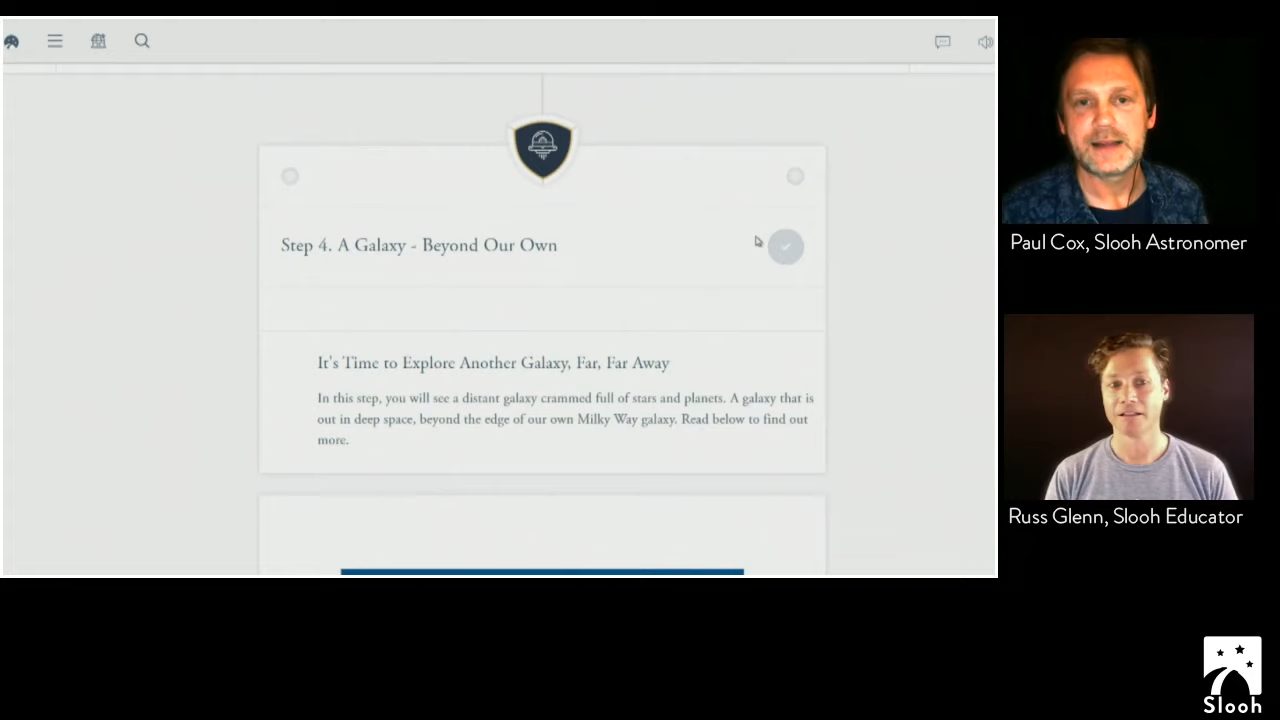 Step 4. A Galaxy - Beyond Our Own
It's Time to Explore Another Galaxy, Far, Far Away
In this step, you will see a distant galaxy crammed full of stars and planets. A galaxy that is
out in deep space, beyond the edge of our own Milky Way galaxy. Read below to find out
more.
Paul Cox, Slooh Astronomer
Russ Glenn, Slooh Educator
Slooh